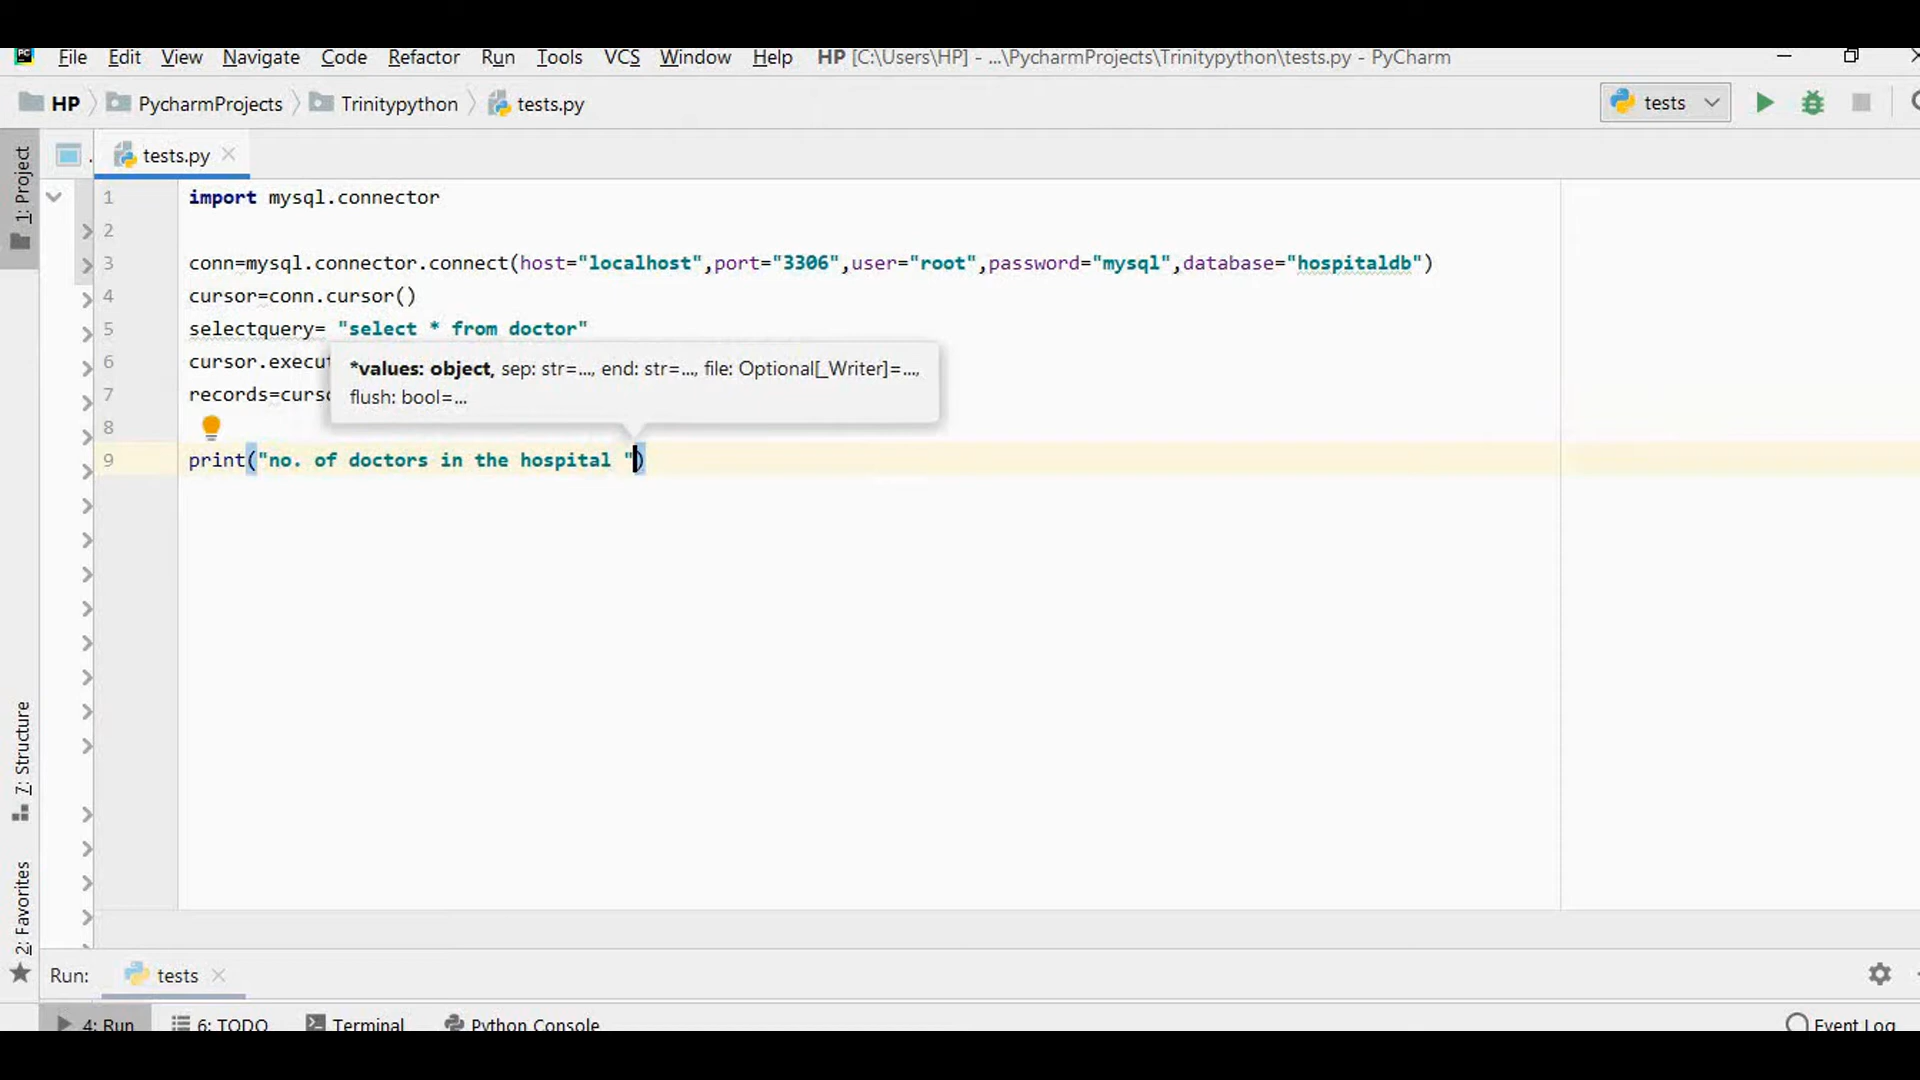 File Edit View Navigate Code Refactor Run Tools VCS Window Help HP [C:\Users\HP] - ...\PycharmProjects\Trinitypython\tests.py - PyCharm
HP PycharmProjects Trinitypython tests.py tests
1: Project
. tests.py
1 import mysql.connector
2
3 conn=mysql.connector.connect(host="localhost",port="3306",user="root",password="mysql",database="hospitaldb")
4 cursor=conn.cursor()
5 selectquery= "select * from doctor"
6 cursor.execut
*values: object, sep: str=..., end: str=..., file: Optional[_Writer]=...,
flush: bool=...
7 records=curso
8
9 print("no. of doctors in the hospital ")
7: Structure
2: Favorites
Run: tests
4: Run 6: TODO Terminal Python Console Event Log